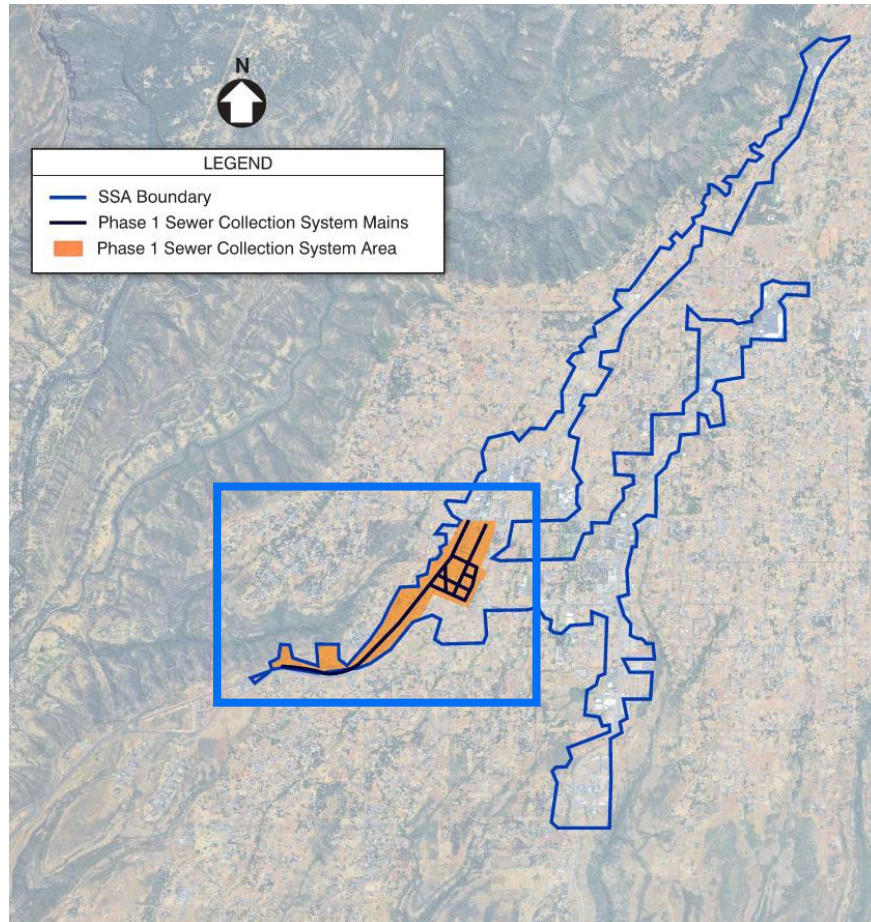 N
LEGEND
SSA Boundary
Phase 1 Sewer Collection System Mains
Phase 1 Sewer Collection System Area